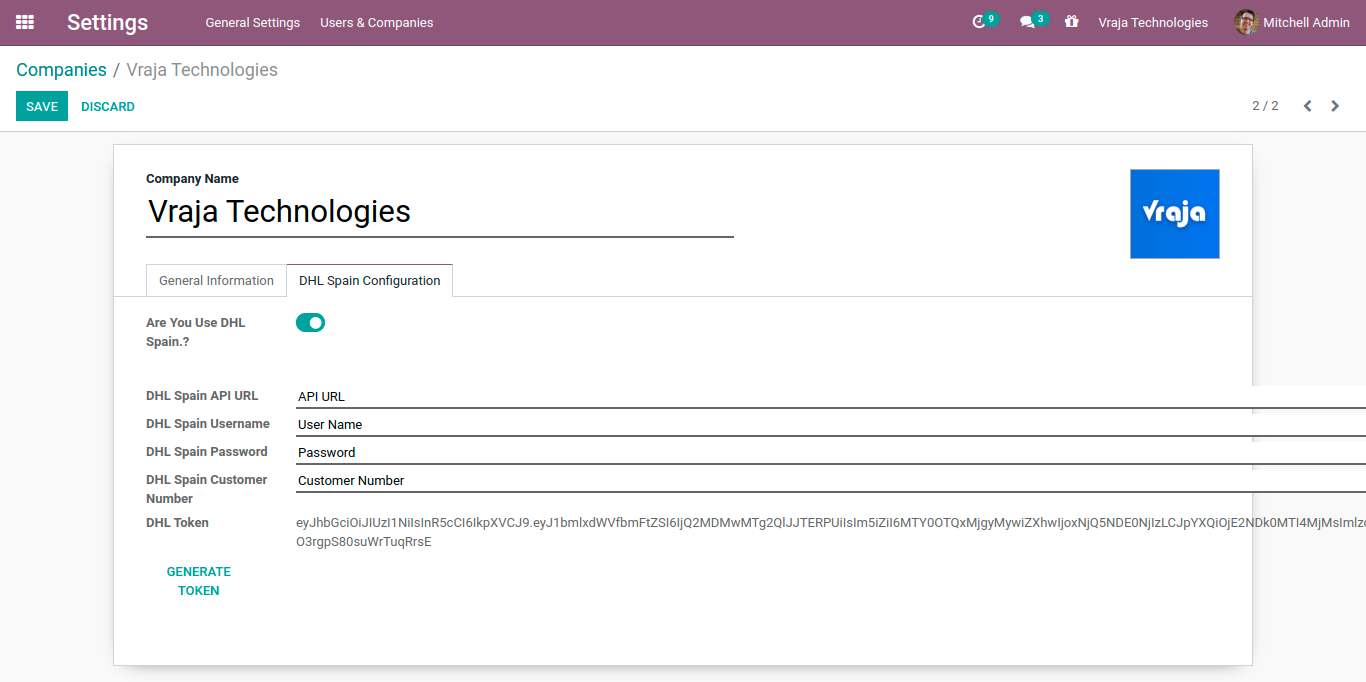 Settings General Settings Users & Companies 9 3 Vraja Technologies Mitchell Admin
Companies / Vraja Technologies
SAVE DISCARD 2 / 2
Company Name
Vraja Technologies
vraja
General Information DHL Spain Configuration
Are You Use DHL
Spain.?
DHL Spain API URL API URL
DHL Spain Username User Name
DHL Spain Password Password
DHL Spain Customer Customer Number
Number
DHL Token
O3rgpS80suWrTuqRrsE
GENERATE
TOKEN